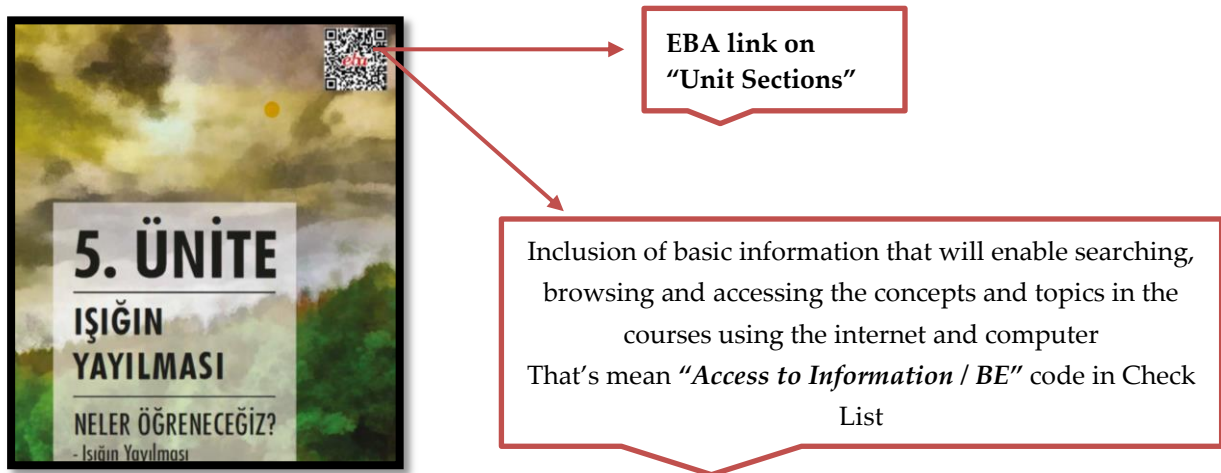 eba
EBA link on
“Unit Sections”
5. ÜNİTE
IŞIĞIN
YAYILMASI
NELER ÖĞRENECEĞİZ?
- Işığın Yayılması
Inclusion of basic information that will enable searching,
browsing and accessing the concepts and topics in the
courses using the internet and computer
That’s mean “Access to Information / BE” code in Check
List